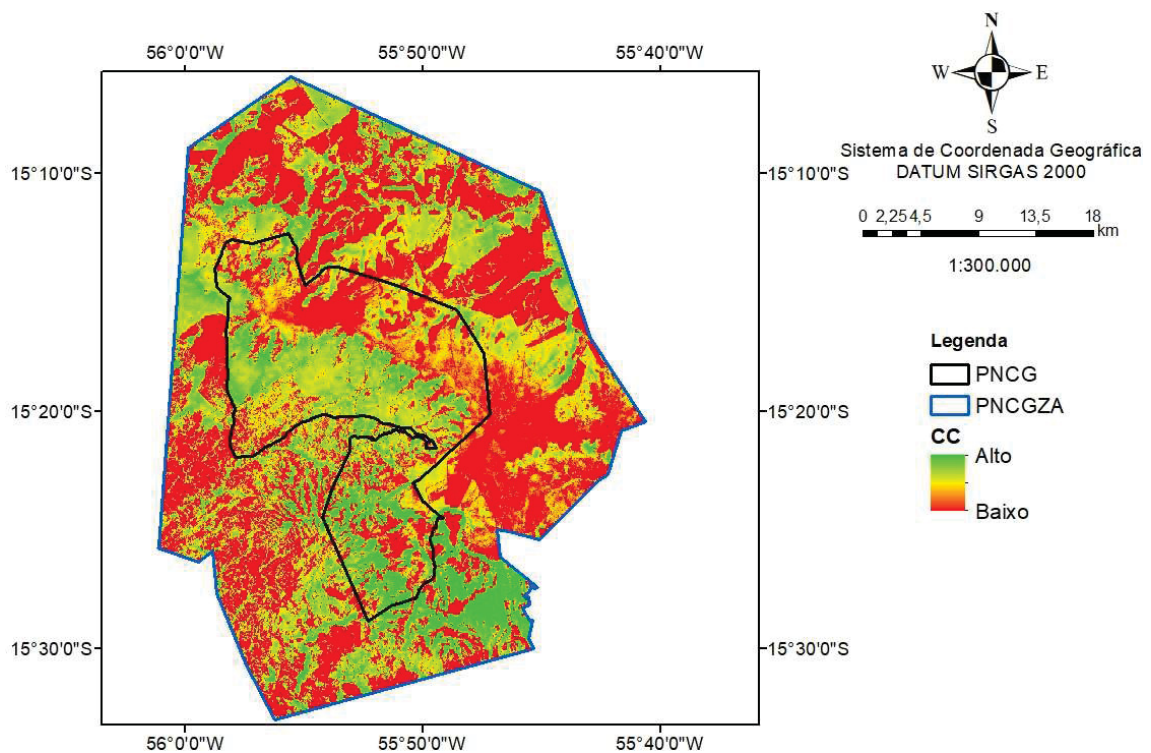 56°0'0"W 55°50'0"W 55°40'0"W
N
W E
S
Sistema de Coordenada Geográfica
DATUM SIRGAS 2000
0 2,25 4,5 9 13,5 18
km
1:300.000
15°10'0"S 15°10'0"S
15°20'0"S 15°20'0"S
15°30'0"S 15°30'0"S
Legenda
PNCG
PNCGZA
CC
Alto
Baixo
56°0'0"W 55°50'0"W 55°40'0"W